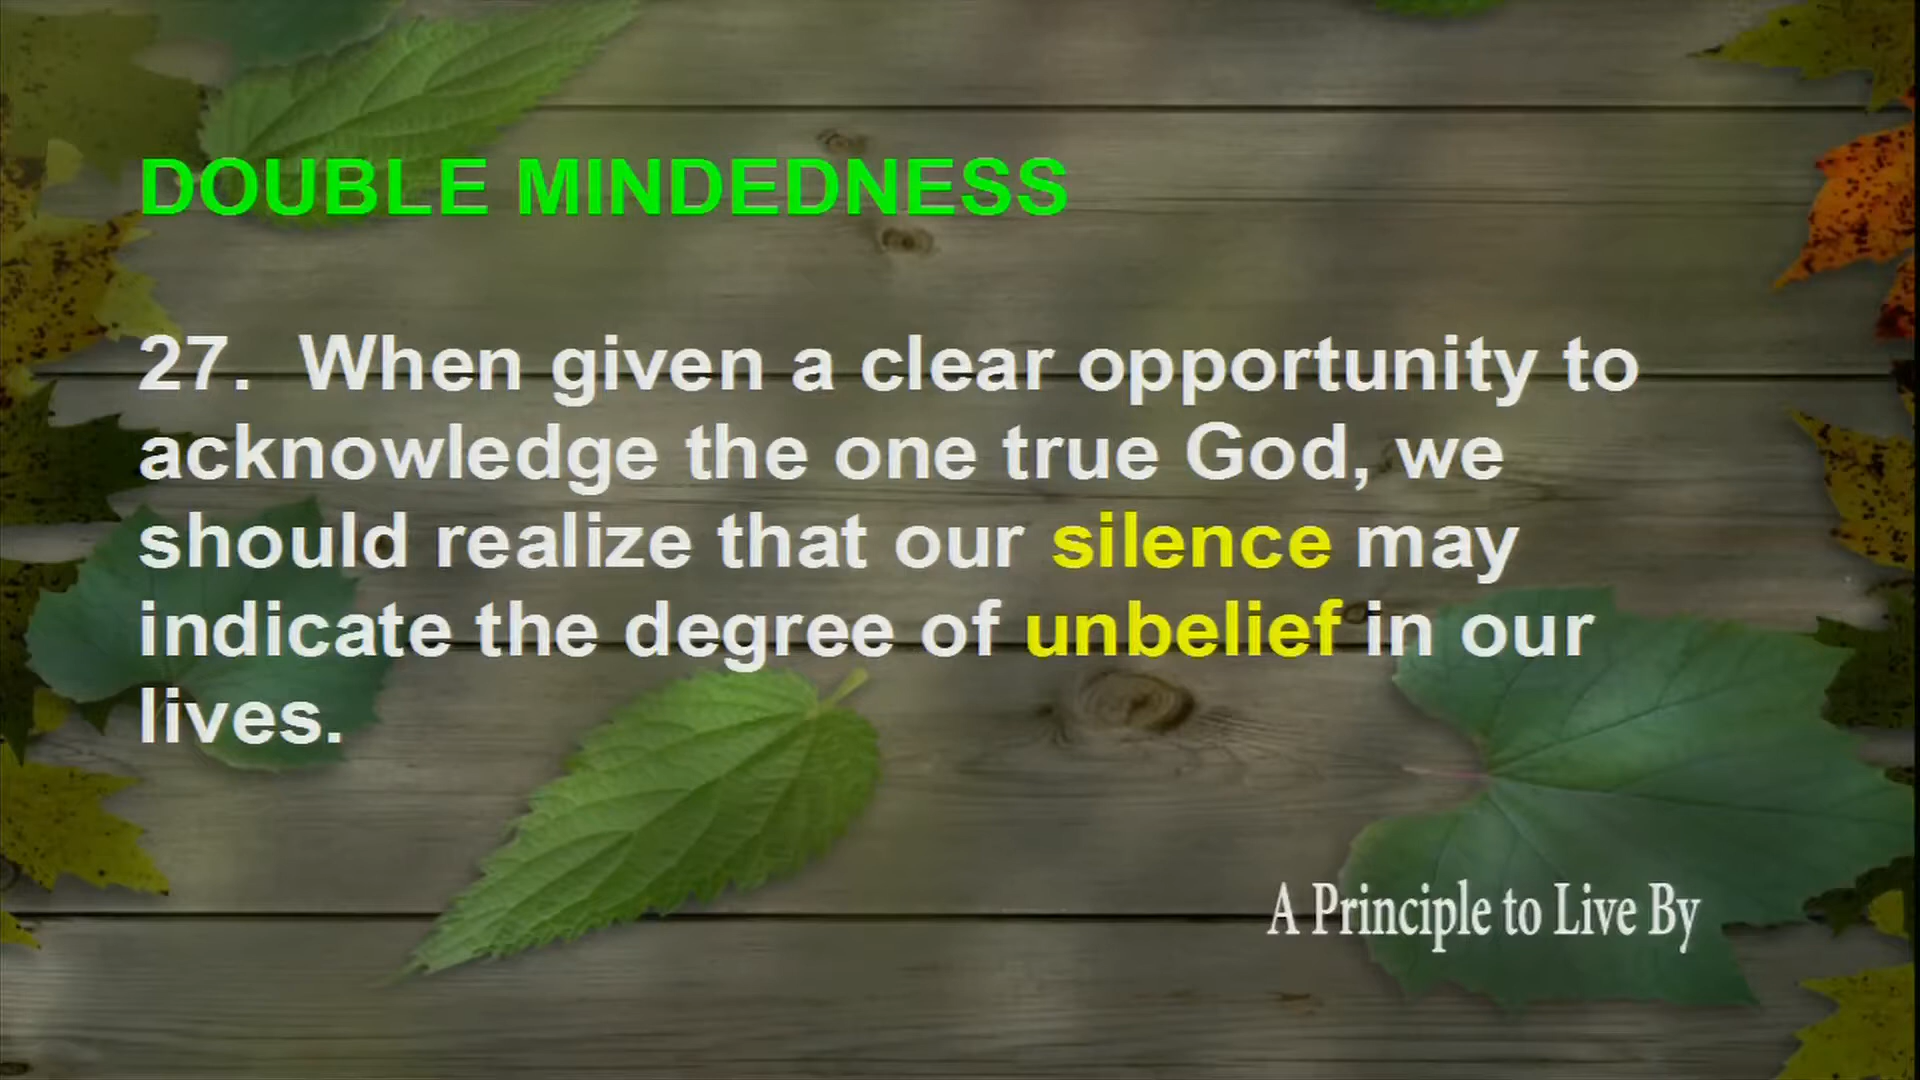 DOUBLE MINDEDNESS
27. When given a clear opportunity to
acknowledge the one true God, we
should realize that our silence may
indicate the degree of unbelief in our
lives.
A Principle to Live By